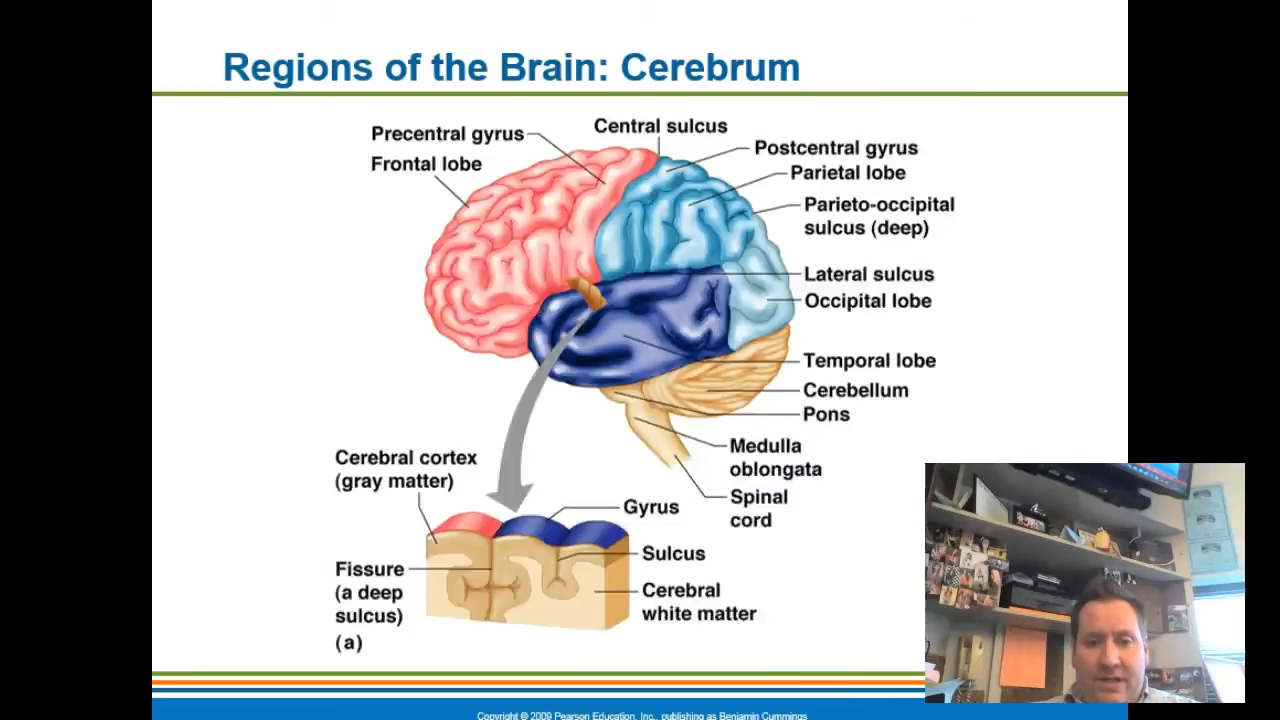 Regions of the Brain: Cerebrum
Precentral gyrus
Frontal lobe
Central sulcus
Postcentral gyrus
Parietal lobe
Parieto-occipital
sulcus (deep)
Lateral sulcus
Occipital lobe
Temporal lobe
Cerebellum
Pons
Medulla
oblongata
Spinal
cord
Cerebral cortex
(gray matter)
Gyrus
Sulcus
Fissure
(a deep
sulcus)
Cerebral
white matter
(a)
Copyright © 2009 Pearson Education, Inc., publishing as Benjamin Cummings